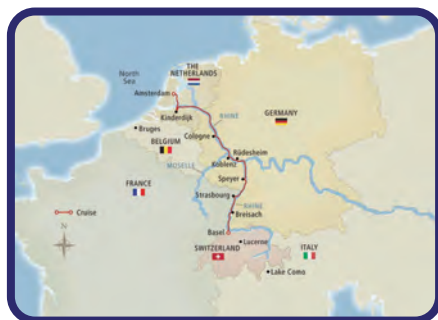 North
Sea
THE
NETHERLANDS
Amsterdam
Kinderdijk
RHINE
GERMANY
Bruges
Cologne
BELGIUM
Rüdesheim
Koblenz
MOSELLE
Speyer
FRANCE
Strasbourg
RHINE
Breisach
Cruise
N
Basel
Lucerne
SWITZERLAND
ITALY
Lake Como